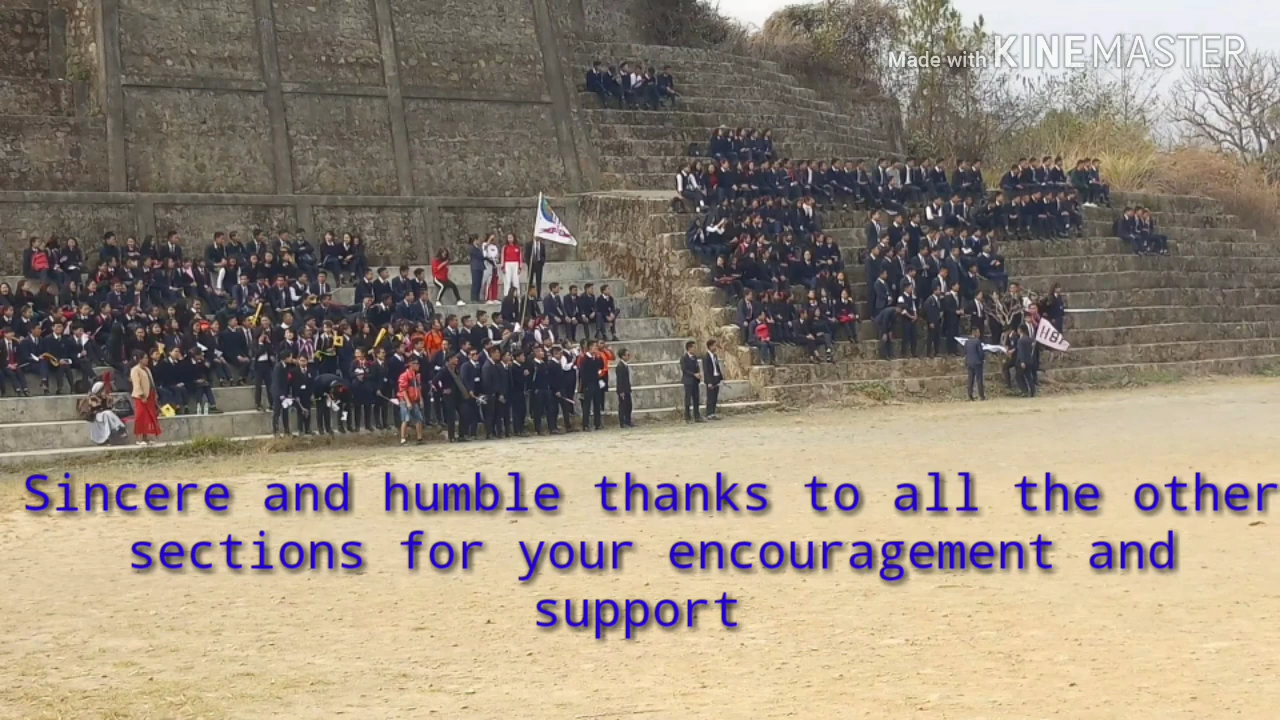 Made with KINEMASTER
Sincere and humble thanks to all the other
sections for your encouragement and
support